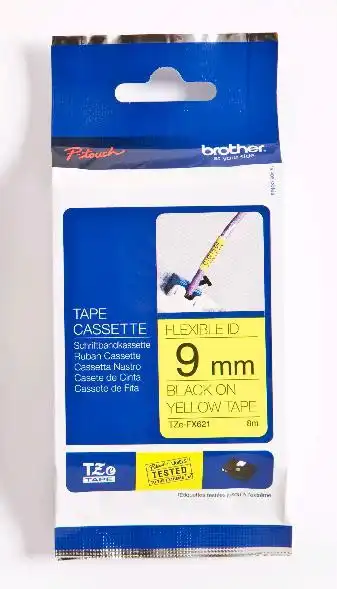 P-touch
brother
at your side
TAPE
CASSETTE
Schriftbandkassette
Ruban Cassette
Cassetta Nastro
Casete de Cinta
Cassete de Fita
FLEXIBLE ID
9 mm
BLACK ON
YELLOW TAPE
TZe-FX621
8m
TZe
TAPE
TESTED